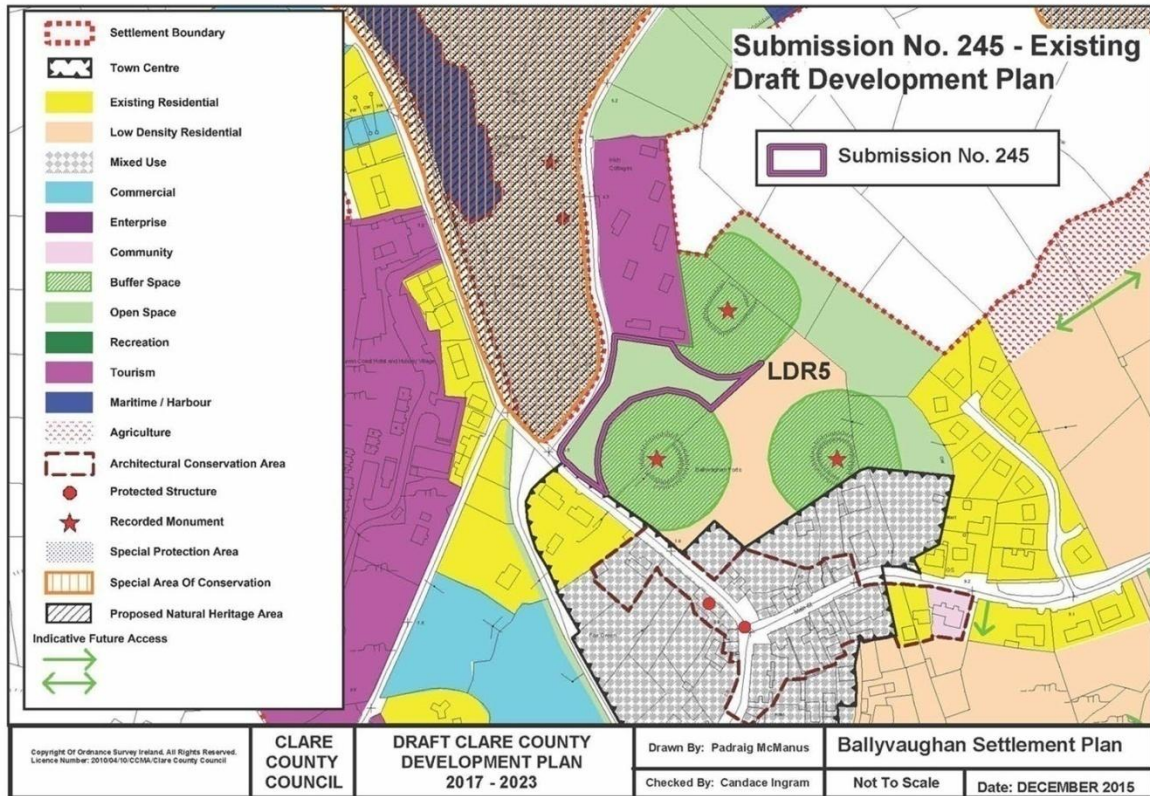 Settlement Boundary
Town Centre
Existing Residential
Low Density Residential
Mixed Use
Commercial
Enterprise
Community
Buffer Space
Open Space
Recreation
Tourism
Maritime / Harbour
Agriculture
Architectural Conservation Area
Protected Structure
Recorded Monument
Special Protection Area
Special Area Of Conservation
Proposed Natural Heritage Area
Indicative Future Access
Submission No. 245 - Existing
Draft Development Plan
Submission No. 245
LDR5
Main St
Copyright Of Ordnance Survey Ireland. All Rights Reserved.
Licence Number: 2010/04/10/CCMA/Clare County Council
CLARE
COUNTY
COUNCIL
DRAFT CLARE COUNTY
DEVELOPMENT PLAN
2017 - 2023
Drawn By: Padraig McManus
Checked By: Candace Ingram
Ballyvaughan Settlement Plan
Not To Scale
Date: DECEMBER 2015